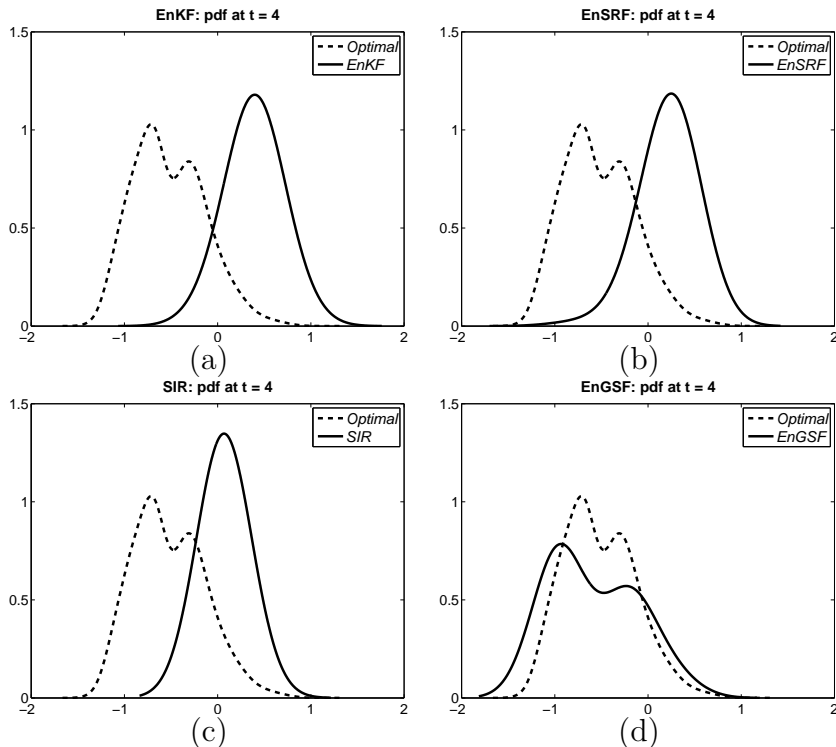 EnKF: pdf at t = 4
Optimal
EnKF
1.5
1
0.5
0
−2
−1
0
1
2
(a)
EnSRF: pdf at t = 4
Optimal
EnSRF
1.5
1
0.5
0
−2
−1
0
1
2
(b)
SIR: pdf at t = 4
Optimal
SIR
1.5
1
0.5
0
−2
−1
0
1
2
(c)
EnGSF: pdf at t = 4
Optimal
EnGSF
1.5
1
0.5
0
−2
−1
0
1
2
(d)